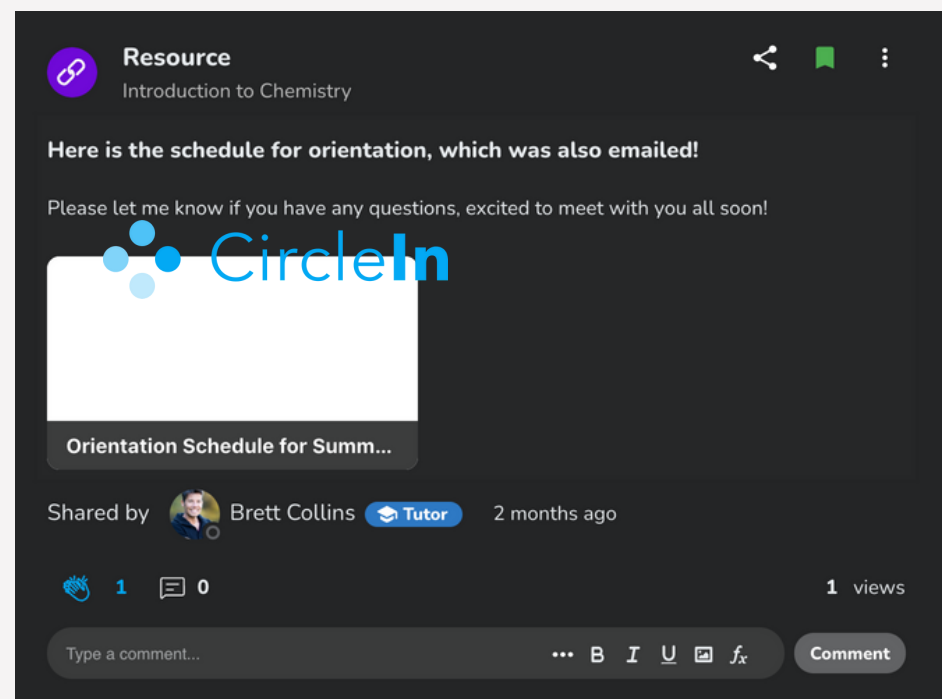 Resource
Introduction to Chemistry
Here is the schedule for orientation, which was also emailed!
Please let me know if you have any questions, excited to meet with you all soon!
CircleIn
Orientation Schedule for Summ...
Shared by Brett Collins Tutor 2 months ago
1 0 1 views
Type a comment... ••• B I U fx Comment